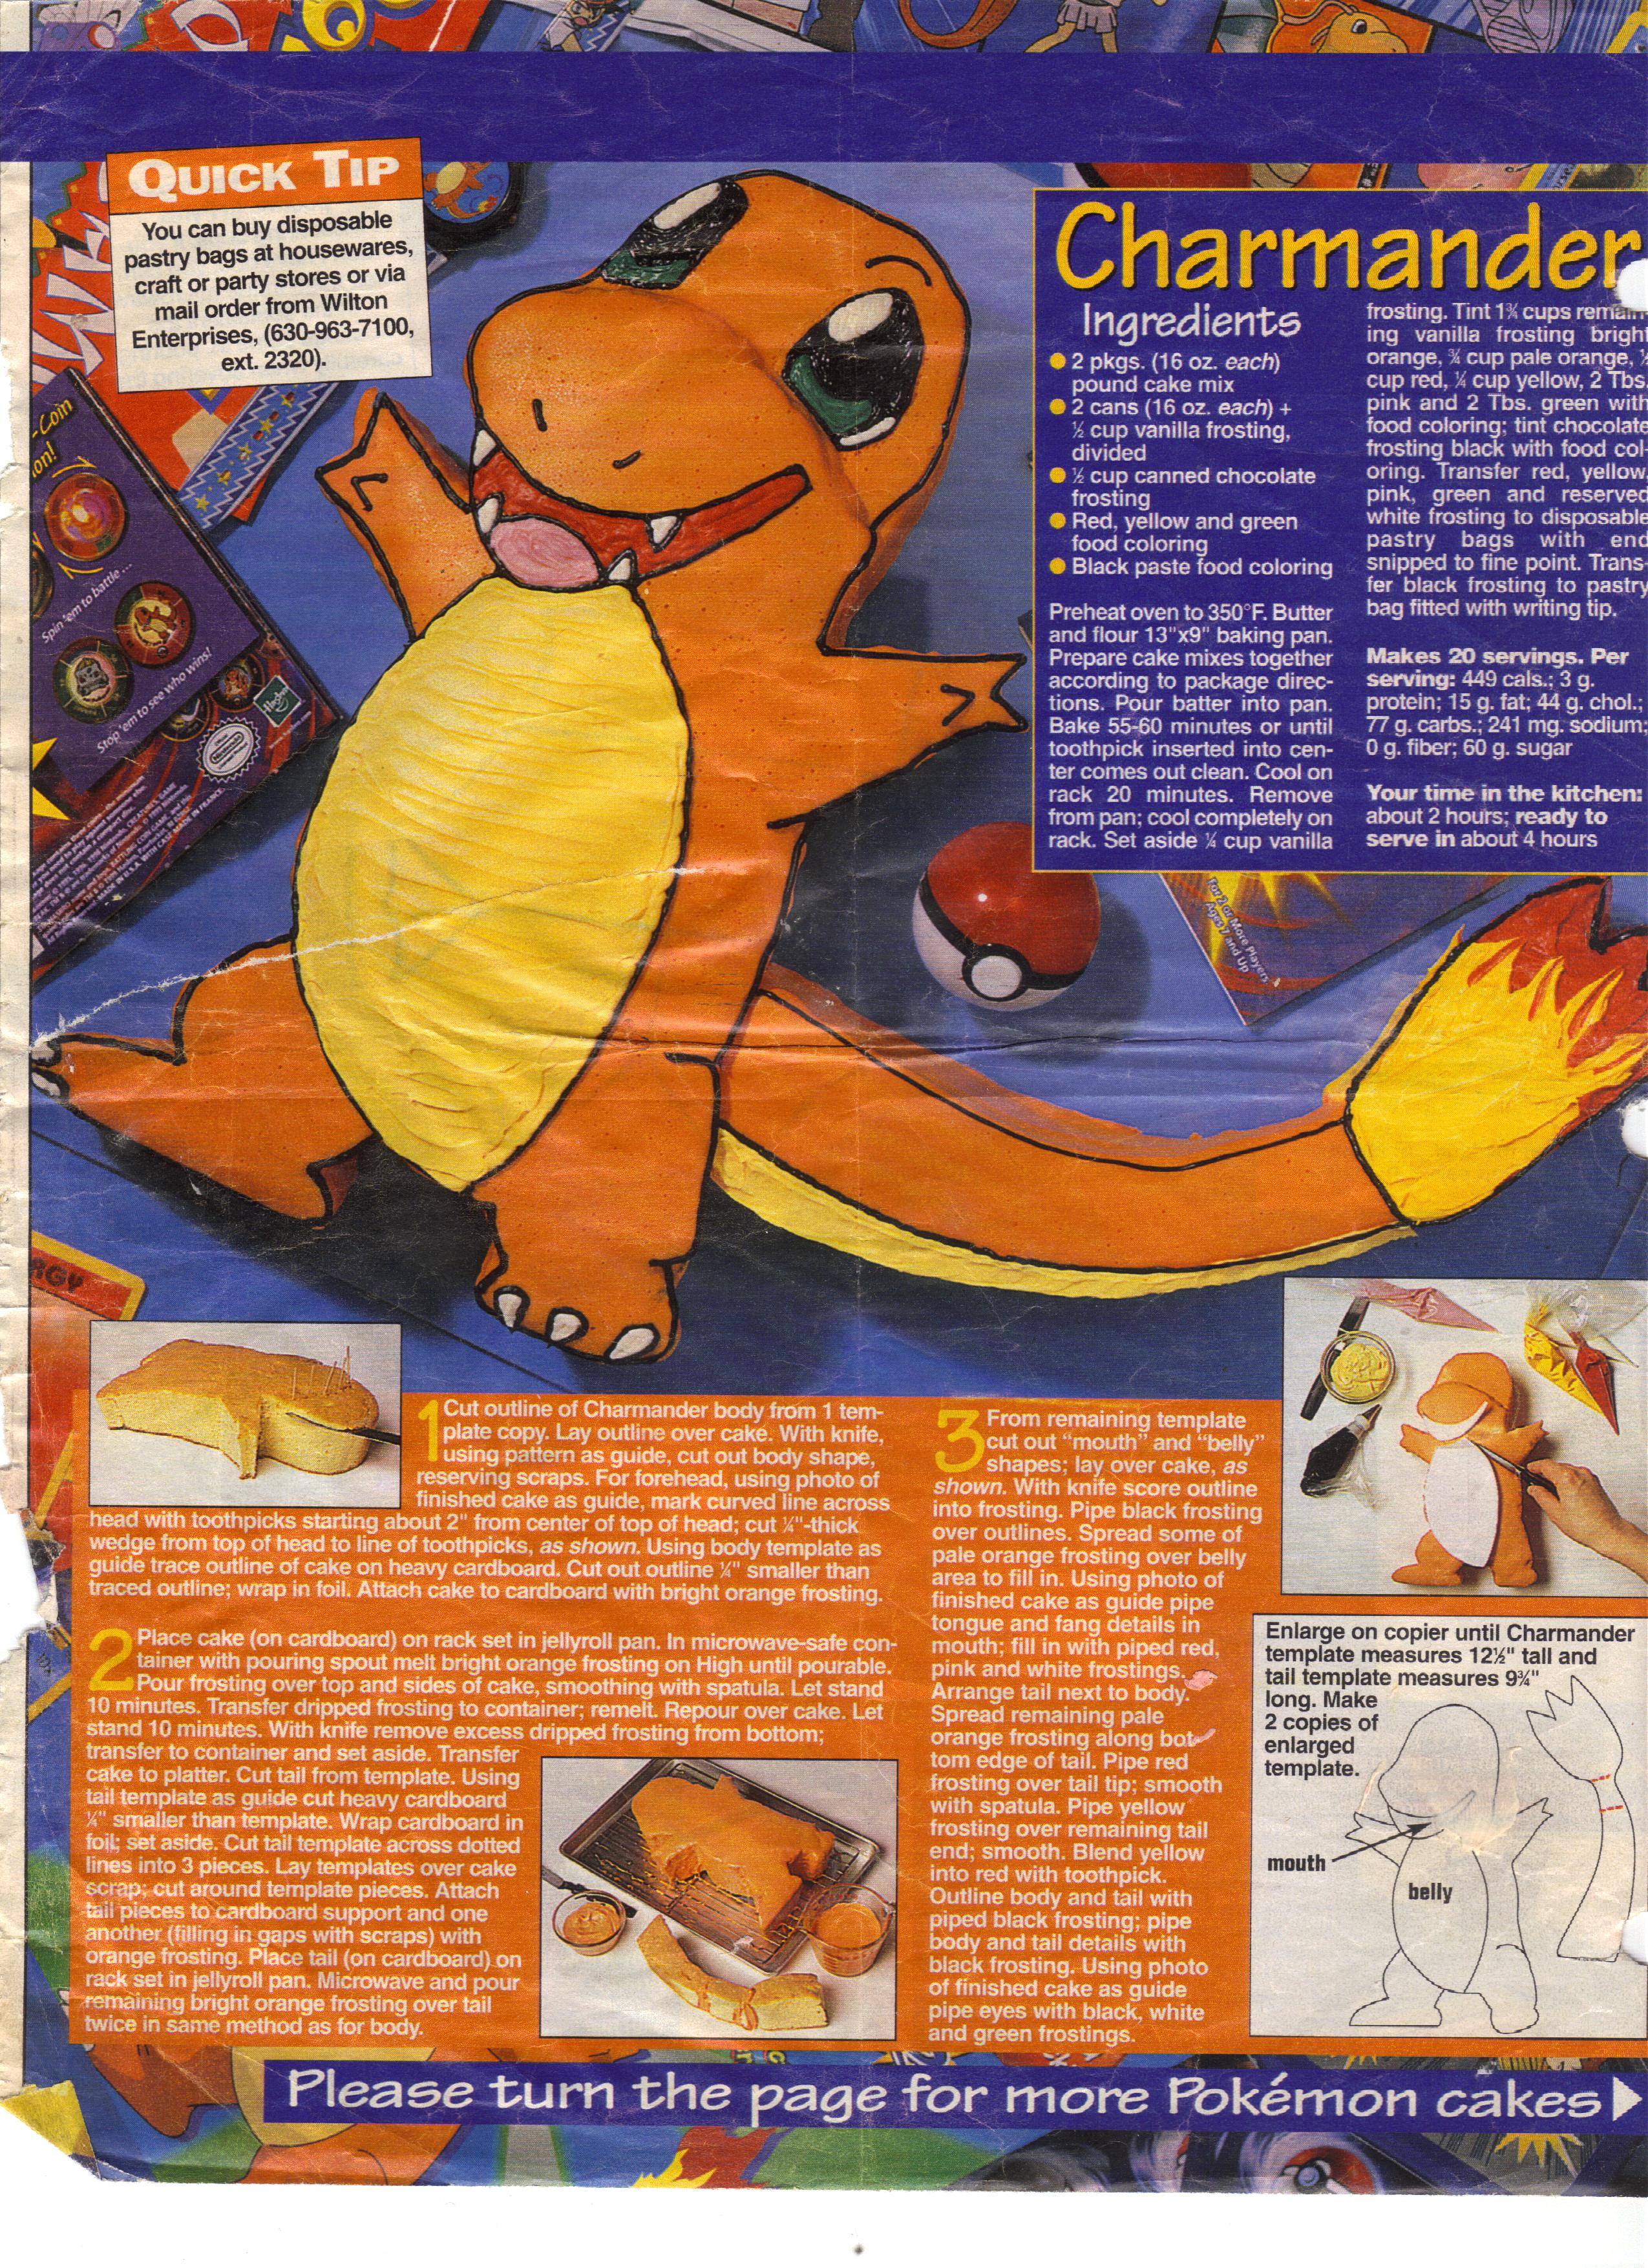 QUICK TIP
You can buy disposable
pastry bags at housewares,
craft or party stores or via
mail order from Wilton
Enterprises, (630-963-7100,
ext. 2320).
-Coin
Spin 'em to battle...
Stop 'em to see who wins!
Hasbro
Charmander
Ingredients
2 pkgs. (16 oz. each)
pound cake mix
2 cans (16 oz. each) +
½ cup vanilla frosting,
divided
½ cup canned chocolate
frosting
Red, yellow and green
food coloring
Black paste food coloring
Preheat oven to 350°F. Butter
and flour 13"x9" baking pan.
Prepare cake mixes together
according to package direc-
tions. Pour batter into pan.
Bake 55-60 minutes or until
toothpick inserted into cen-
ter comes out clean. Cool on
rack 20 minutes. Remove
from pan; cool completely on
rack. Set aside ¼ cup vanilla
frosting. Tint 1¾ cups remain-
ing vanilla frosting bright
orange, ¾ cup pale orange,
cup red, ¼ cup yellow, 2 Tbs.
pink and 2 Tbs. green with
food coloring; tint chocolate
frosting black with food col-
oring. Transfer red, yellow,
pink, green and reserved
white frosting to disposable
pastry bags with end
snipped to fine point. Trans-
fer black frosting to pastry
bag fitted with writing tip.
Makes 20 servings. Per
serving: 449 cals.; 3 g.
protein; 15 g. fat; 44 g. chol.;
77 g. carbs.; 241 mg. sodium;
0 g. fiber; 60 g. sugar
Your time in the kitchen:
about 2 hours; ready to
serve in about 4 hours
For 2 or More Players
Ages 7 and Up
RGY
1 Cut outline of Charmander body from 1 tem-
plate copy. Lay outline over cake. With knife,
using pattern as guide, cut out body shape,
reserving scraps. For forehead, using photo of
finished cake as guide, mark curved line across
head with toothpicks starting about 2" from center of top of head; cut ¼"-thick
wedge from top of head to line of toothpicks, as shown. Using body template as
guide trace outline of cake on heavy cardboard. Cut out outline ¼" smaller than
traced outline; wrap in foil. Attach cake to cardboard with bright orange frosting.
2 Place cake (on cardboard) on rack set in jellyroll pan. In microwave-safe con-
tainer with pouring spout melt bright orange frosting on High until pourable.
Pour frosting over top and sides of cake, smoothing with spatula. Let stand
10 minutes. Transfer dripped frosting to container; remelt. Repour over cake. Let
stand 10 minutes. With knife remove excess dripped frosting from bottom;
transfer to container and set aside. Transfer
cake to platter. Cut tail from template. Using
tail template as guide cut heavy cardboard
¼" smaller than template. Wrap cardboard in
foil; set aside. Cut tail template across dotted
lines into 3 pieces. Lay templates over cake
scrap; cut around template pieces. Attach
tail pieces to cardboard support and one
another (filling in gaps with scraps) with
orange frosting. Place tail (on cardboard) on
rack set in jellyroll pan. Microwave and pour
remaining bright orange frosting over tail
twice in same method as for body.
3 From remaining template
cut out “mouth” and “belly”
shapes; lay over cake, as
shown. With knife score outline
into frosting. Pipe black frosting
over outlines. Spread some of
pale orange frosting over belly
area to fill in. Using photo of
finished cake as guide pipe
tongue and fang details in
mouth; fill in with piped red,
pink and white frostings.
Arrange tail next to body.
Spread remaining pale
orange frosting along bot-
tom edge of tail. Pipe red
frosting over tail tip; smooth
with spatula. Pipe yellow
frosting over remaining tail
end; smooth. Blend yellow
into red with toothpick.
Outline body and tail with
piped black frosting; pipe
body and tail details with
black frosting. Using photo
of finished cake as guide
pipe eyes with black, white
and green frostings.
Enlarge on copier until Charmander
template measures 12½" tall and
tail template measures 9¾"
long. Make
2 copies of
enlarged
template.
mouth
belly
Please turn the page for more Pokémon cakes